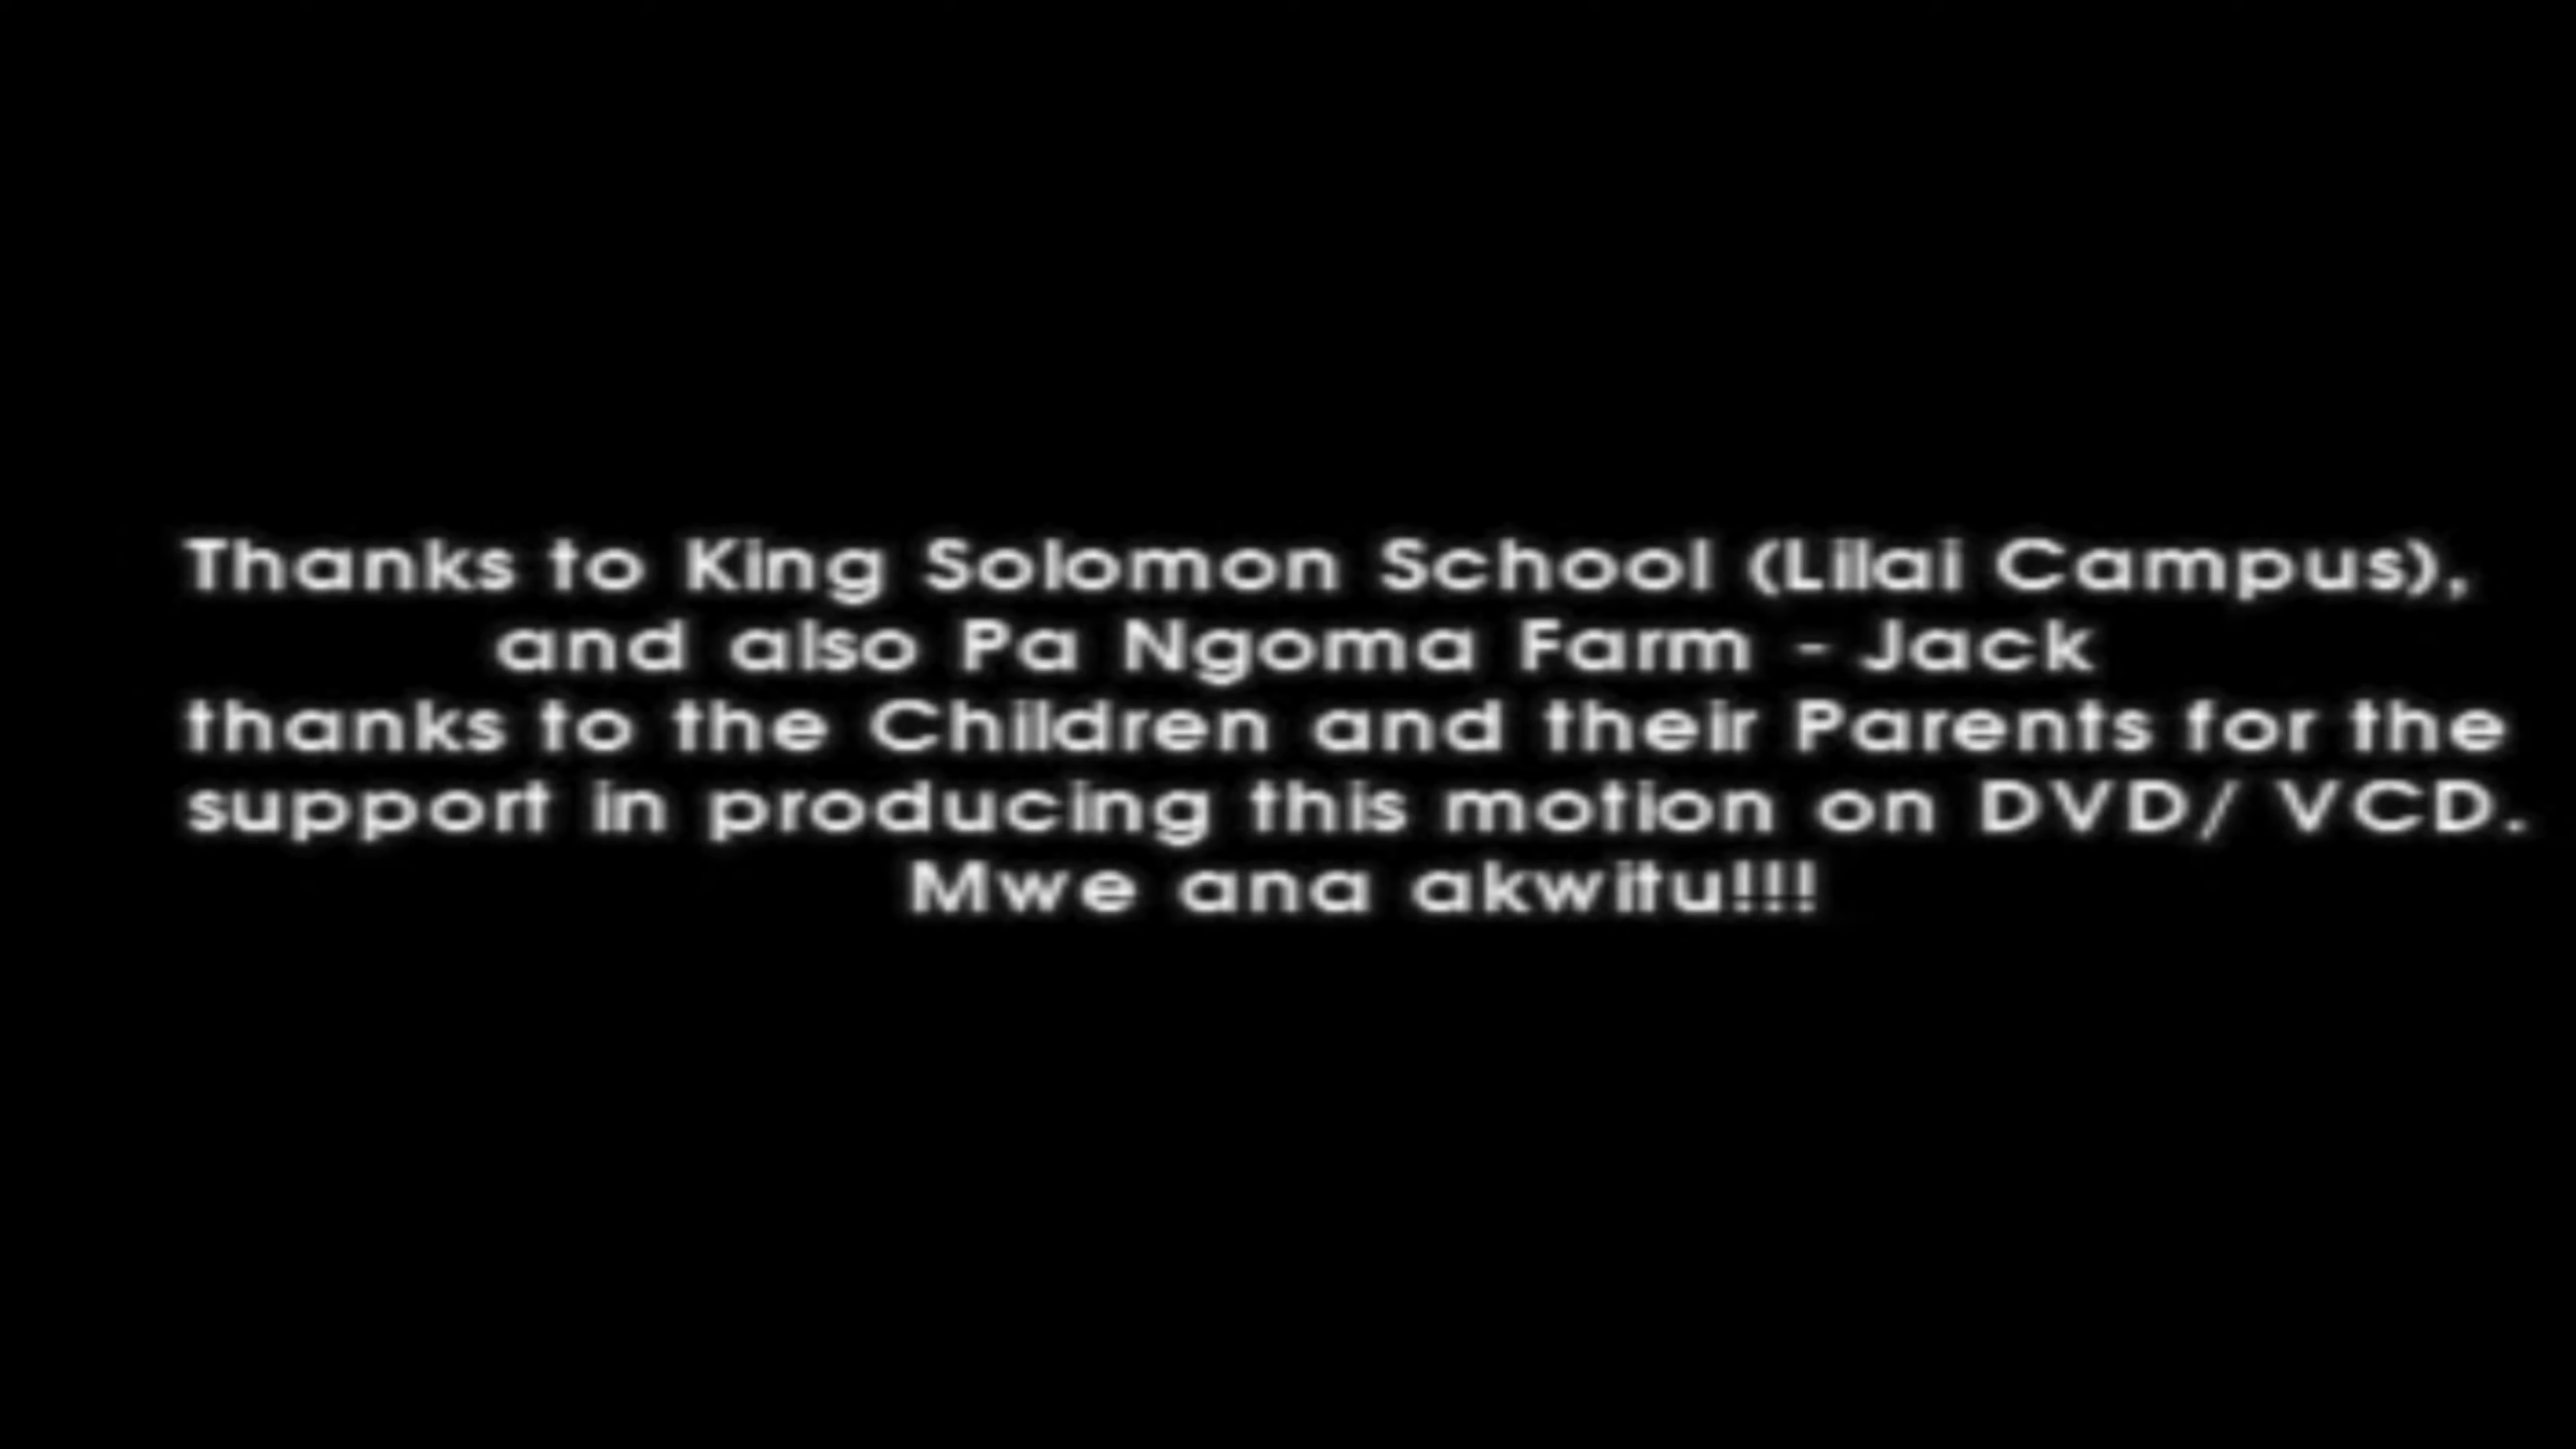 Thanks to King Solomon School (Lilai Campus),
and also Pa Ngoma Farm - Jack
thanks to the Children and their Parents for the
support in producing this motion on DVD/ VCD.
Mwe ana akwitu!!!